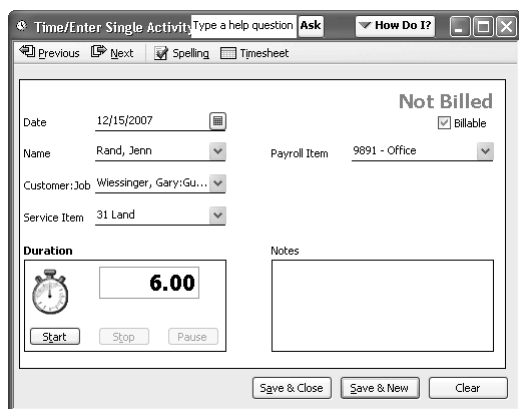 Time/Enter Single Activity Type a help question Ask How Do I?
Previous Next Spelling Timesheet
Not Billed
Date 12/15/2007 Billable
Name Rand, Jenn Payroll Item 9891 - Office
Customer:Job Wiessinger, Gary:Gu...
Service Item 31 Land
Duration Notes
6.00
Start Stop Pause
Save & Close Save & New Clear